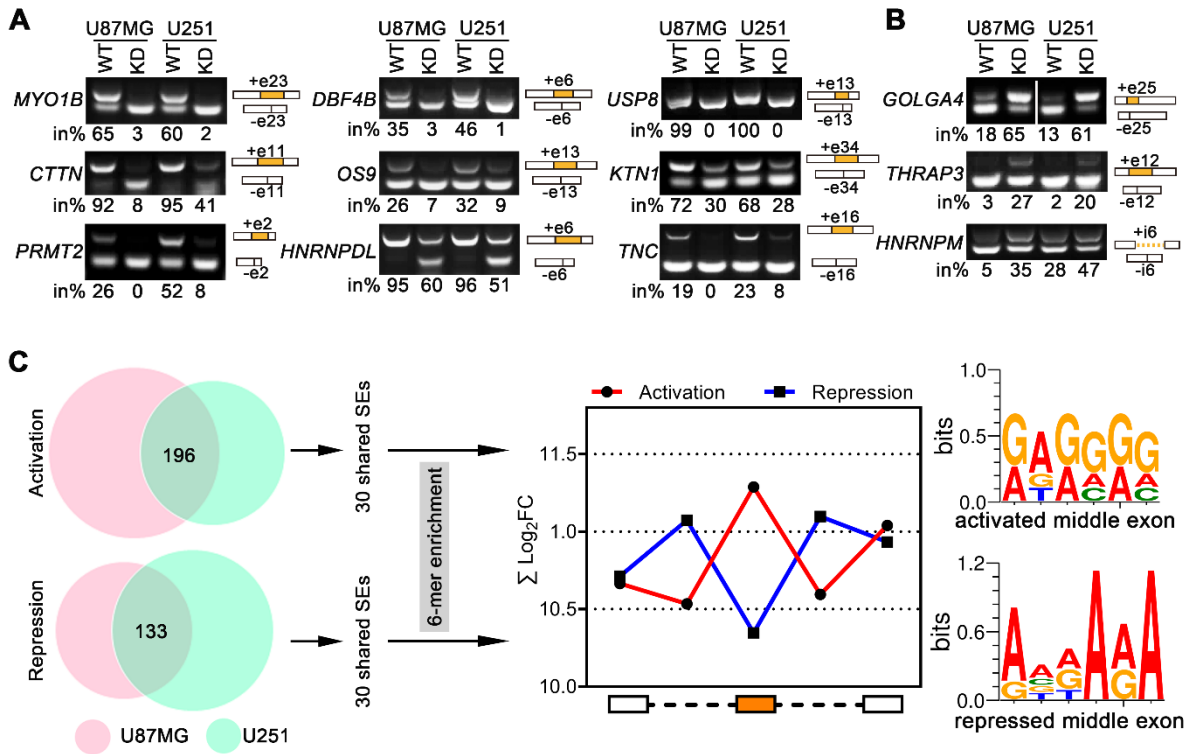 A
B
U87MG U251
WT KD WT KD
MYO1B
+e23
-e23
in% 65 3 60 2
CTTN
+e11
-e11
in% 92 8 95 41
PRMT2
+e2
-e2
in% 26 0 52 8
U87MG U251
WT KD WT KD
DBF4B
+e6
-e6
in% 35 3 46 1
OS9
+e13
-e13
in% 26 7 32 9
HNRNPDL
+e6
-e6
in% 95 60 96 51
U87MG U251
WT KD WT KD
USP8
+e13
-e13
in% 99 0 100 0
KTN1
+e34
-e34
in% 72 30 68 28
TNC
+e16
-e16
in% 19 0 23 8
U87MG U251
WT KD WT KD
GOLGA4
+e25
-e25
in% 18 65 13 61
THRAP3
+e12
-e12
in% 3 27 2 20
HNRNPM
+i6
-i6
in% 5 35 28 47
C
Activation
196
30 shared SEs
Repression
133
30 shared SEs
U87MG U251
6-mer enrichment
Activation Repression
∑ Log₂FC
11.5
1.0
10.5
10.0
bits
1.0
0.5
0.0
G A G G G G
A G A A A A
T C C
activated middle exon
bits
1.2
0.6
0.0
A A A A A A
G C G G
G T
T
repressed middle exon